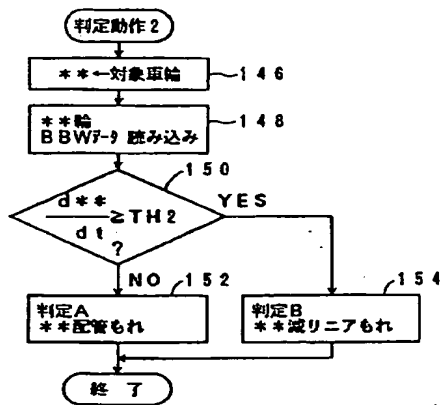 判定動作2
**←対象車輪
146
**輪
BBWデータ 読み込み
148
150
d**
dt
≧TH2
?
YES
NO
152
154
判定A
**配管もれ
判定B
**減リニアもれ
終了